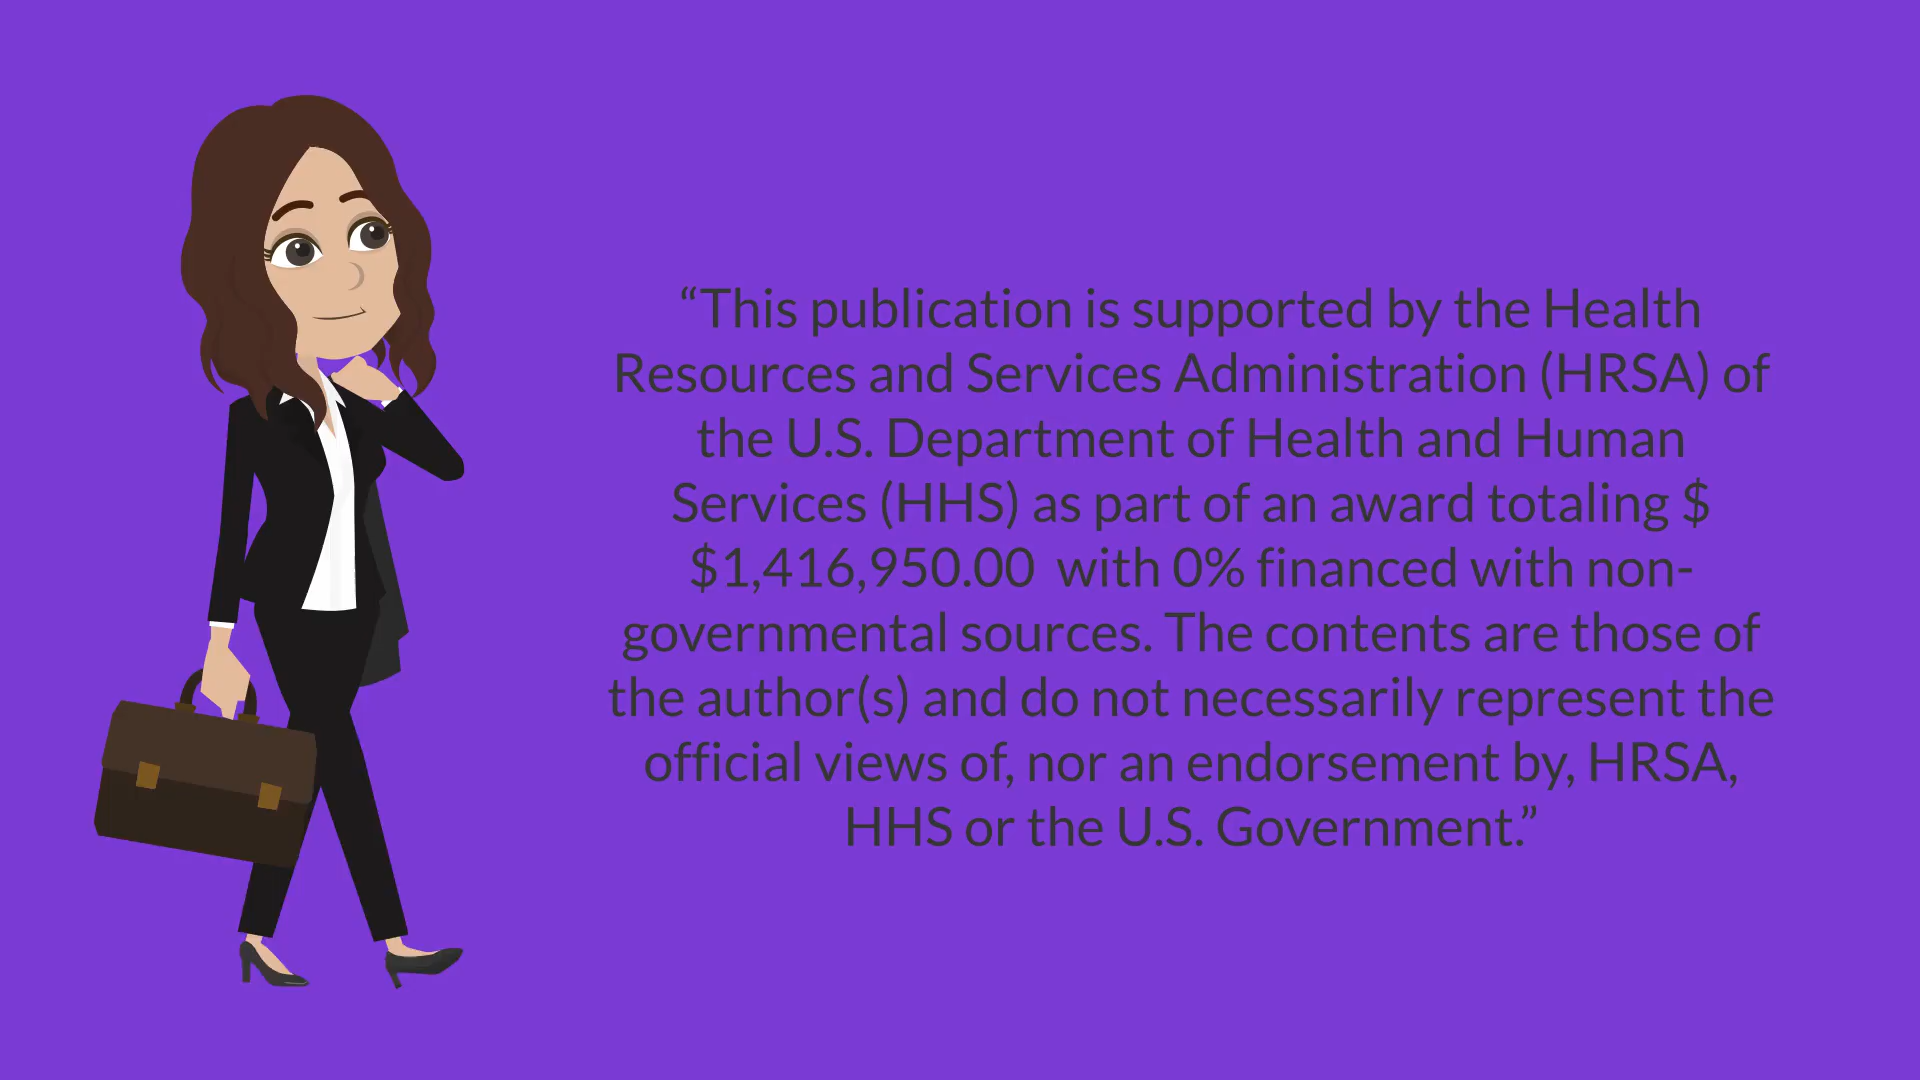 “This publication is supported by the Health
Resources and Services Administration (HRSA) of
the U.S. Department of Health and Human
Services (HHS) as part of an award totaling $
$1,416,950.00  with 0% financed with non-
governmental sources. The contents are those of
the author(s) and do not necessarily represent the
official views of, nor an endorsement by, HRSA,
HHS or the U.S. Government.”